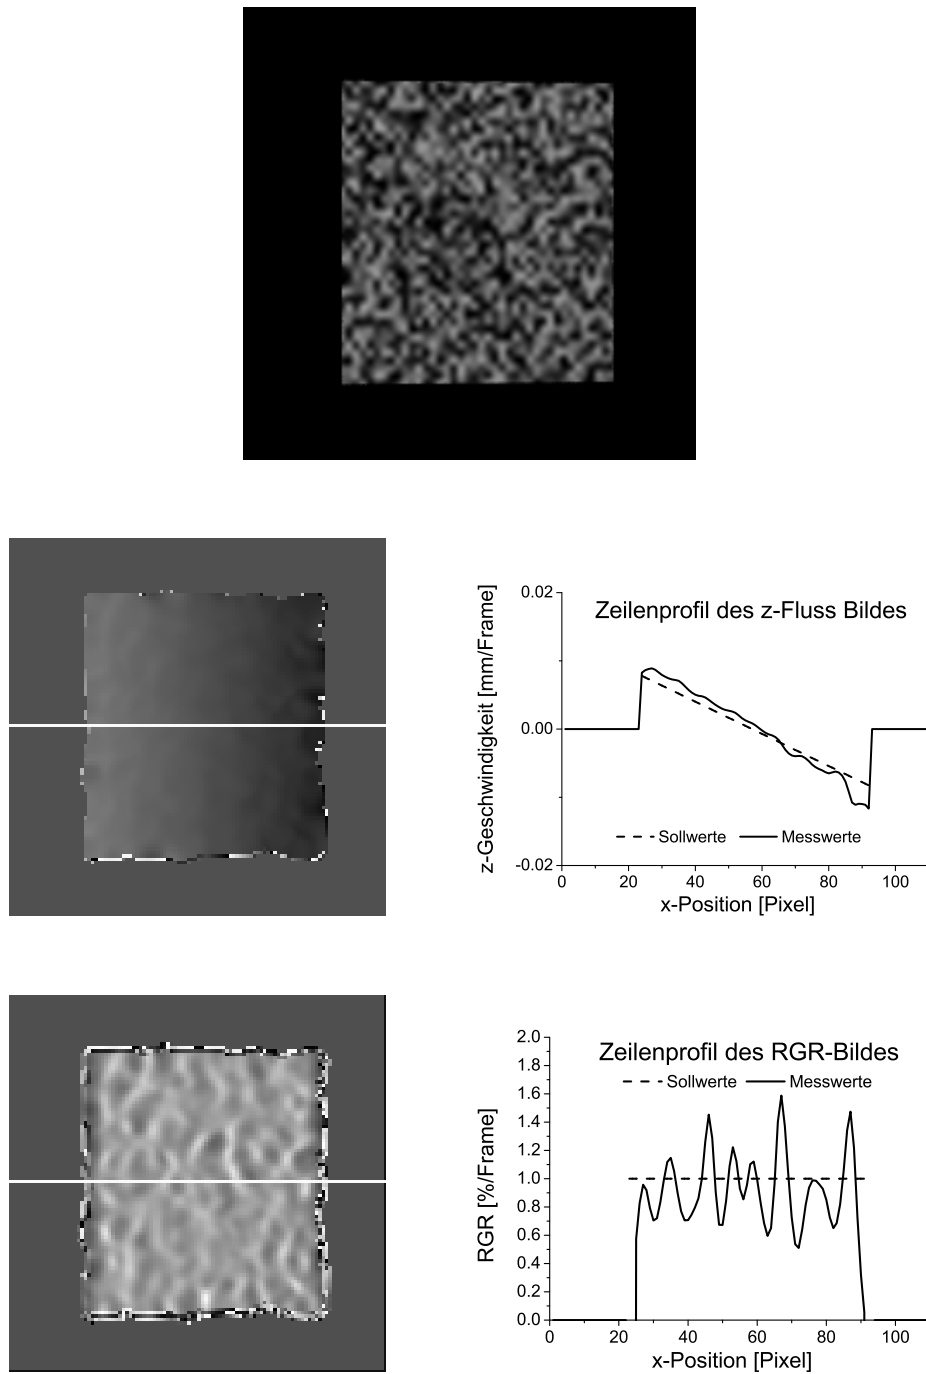 Zeilenprofil des z-Fluss Bildes
z-Geschwindigkeit [mm/Frame]
0.02
0.00
-0.02
Sollwerte Messwerte
0 20 40 60 80 100
x-Position [Pixel]
Zeilenprofil des RGR-Bildes
Sollwerte Messwerte
RGR [%/Frame]
2.0
1.8
1.6
1.4
1.2
1.0
0.8
0.6
0.4
0.2
0.0
0 20 40 60 80 100
x-Position [Pixel]